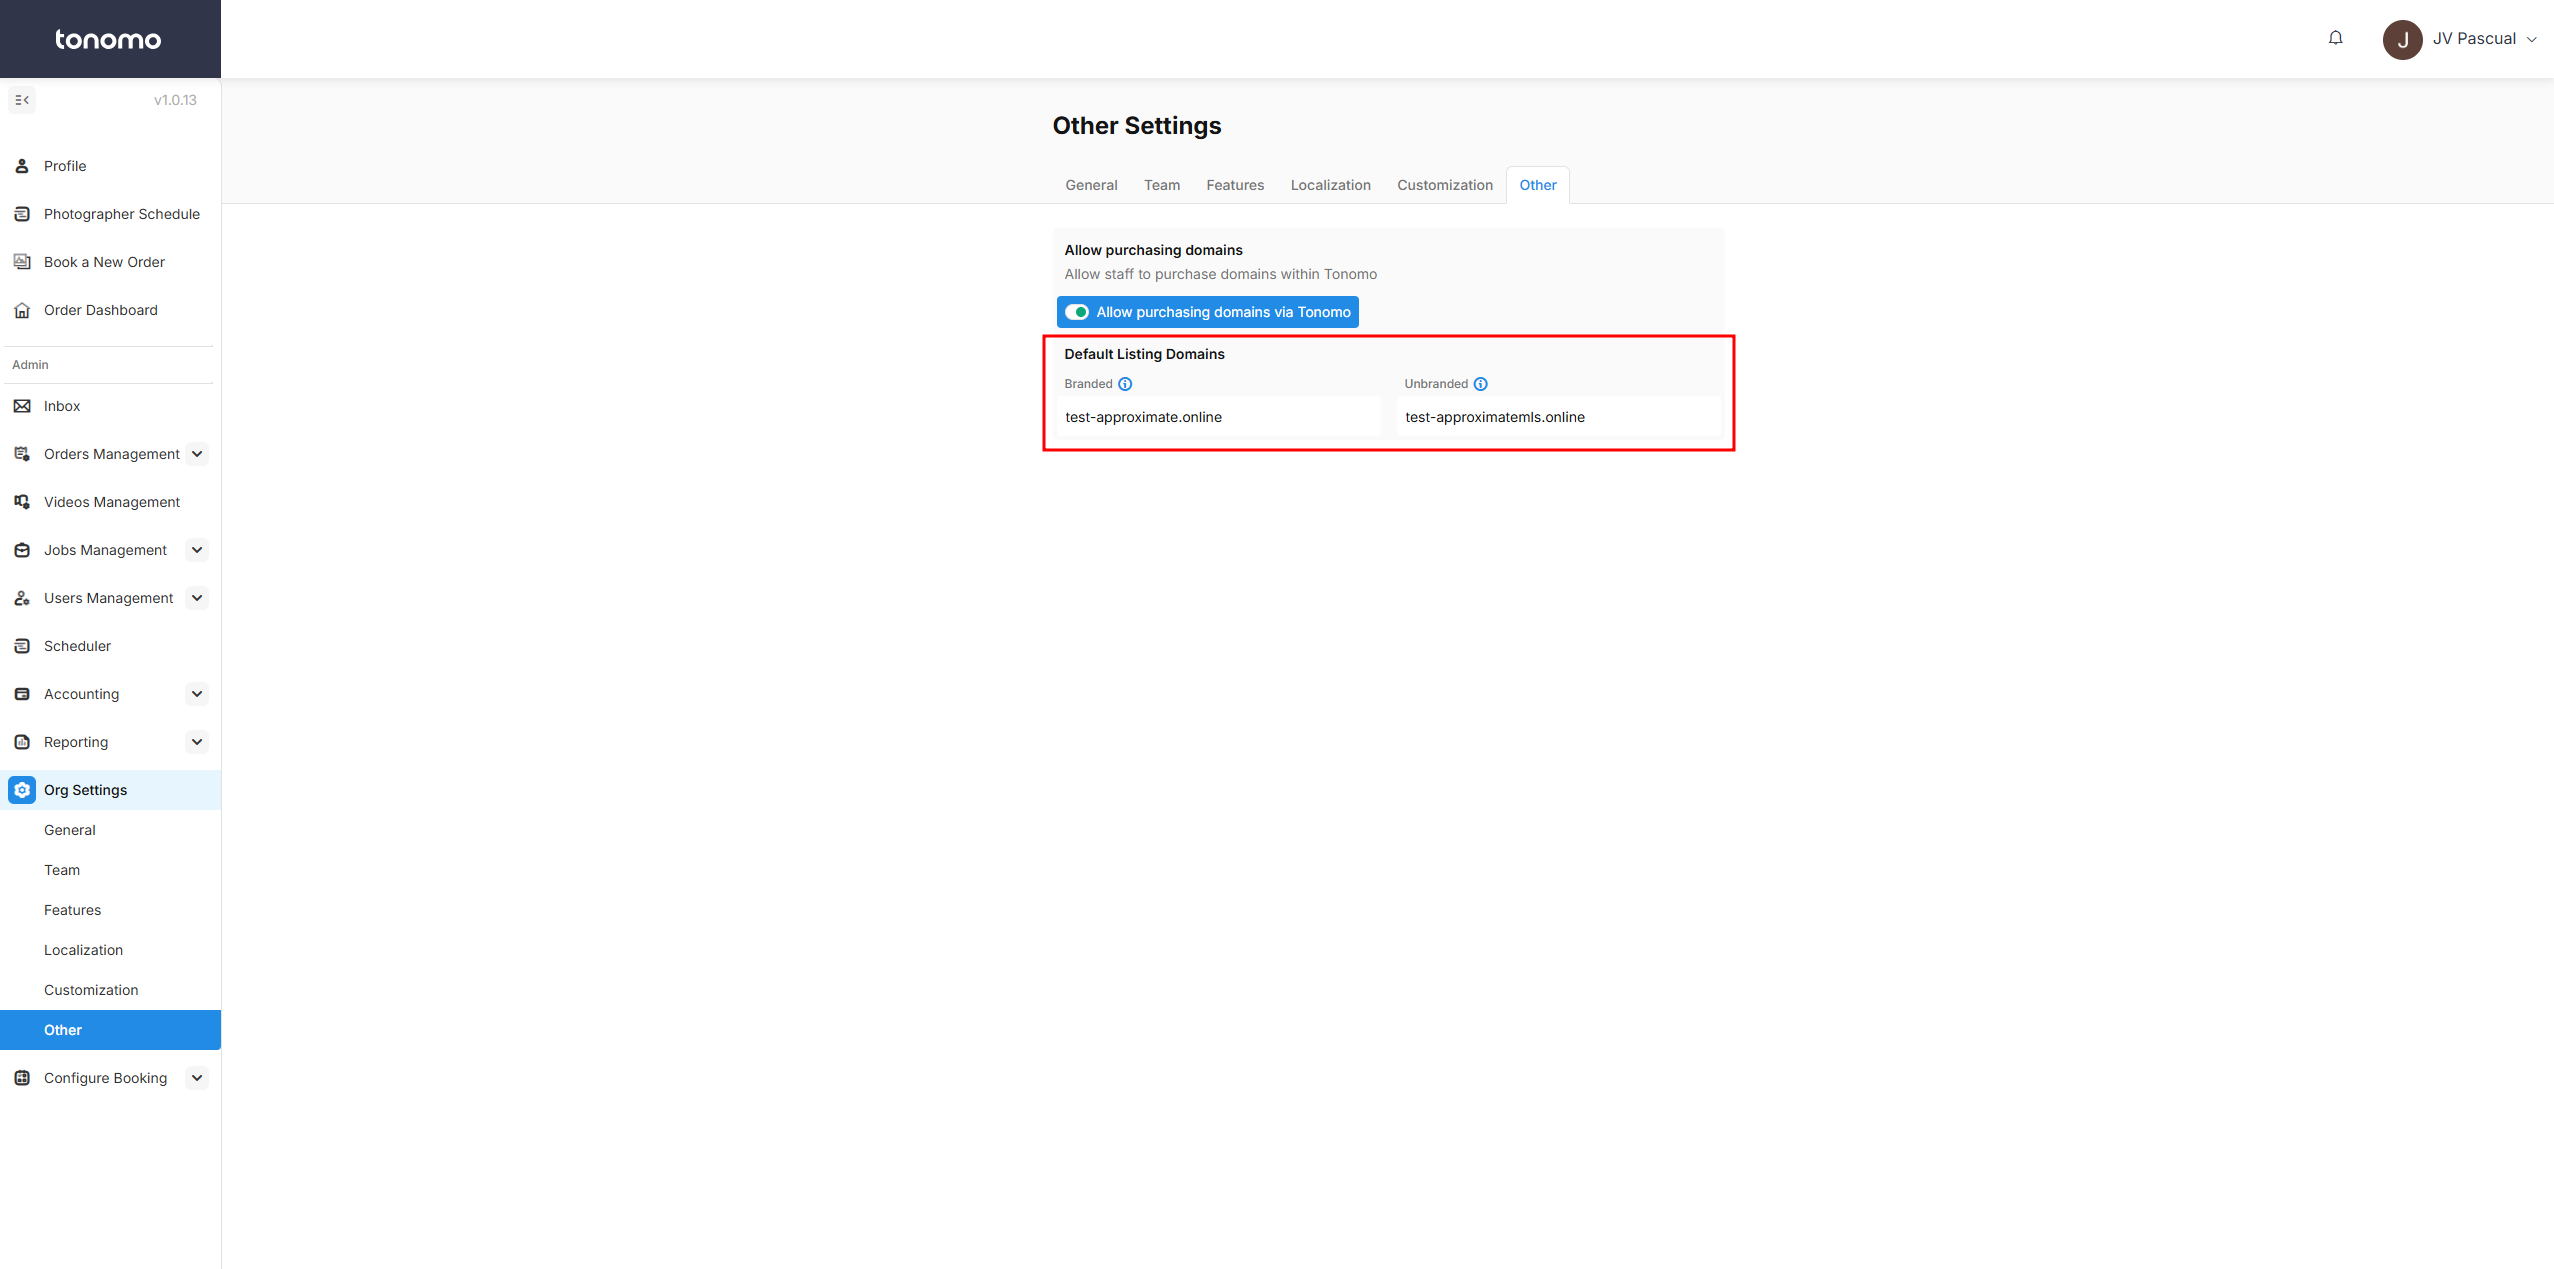 tonomo
JV Pascual
J
v1.0.13
Profile
Photographer Schedule
Book a New Order
Order Dashboard
Admin
Inbox
Orders Management
Videos Management
Jobs Management
Users Management
Scheduler
Accounting
Reporting
Org Settings
General
Team
Features
Localization
Customization
Other
Configure Booking
Other Settings
General Team Features Localization Customization Other
Allow purchasing domains
Allow staff to purchase domains within Tonomo
Allow purchasing domains via Tonomo
Default Listing Domains
Branded Unbranded
test-approximate.online test-approximatemls.online